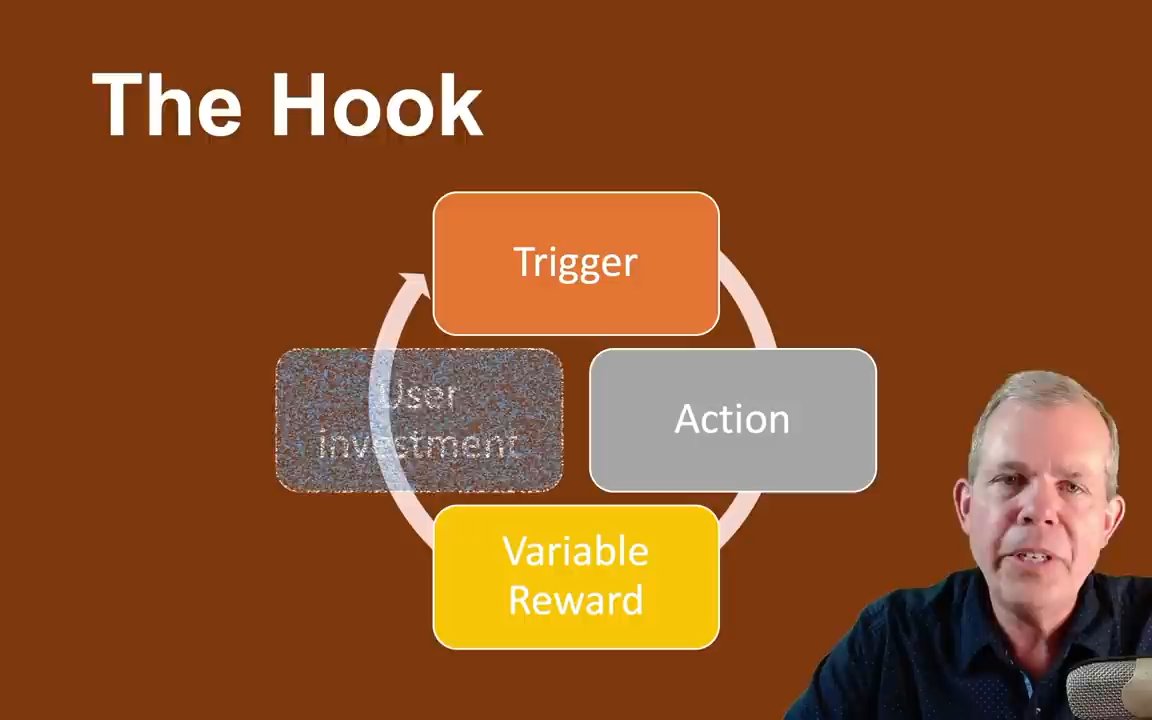 The Hook
Trigger
User
investment
Action
Variable
Reward